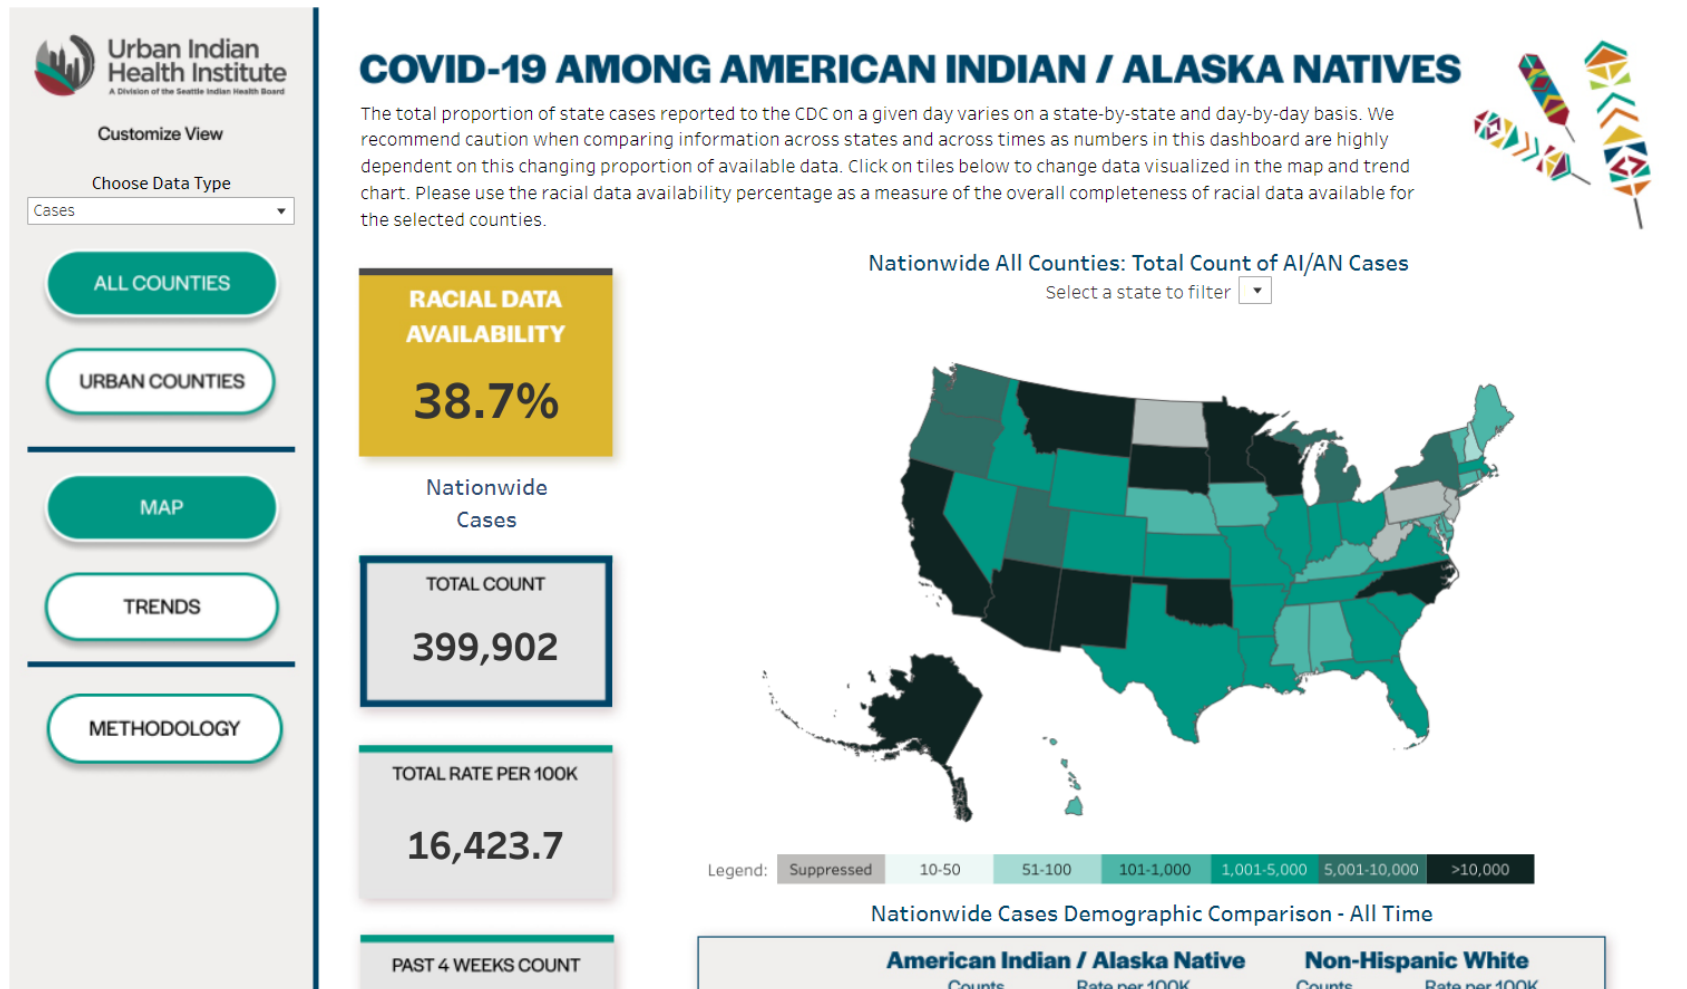 Urban Indian
Health Institute
A Division of the Seattle Indian Health Board
Customize View
Choose Data Type
Cases
ALL COUNTIES
URBAN COUNTIES
MAP
TRENDS
METHODOLOGY
COVID-19 AMONG AMERICAN INDIAN / ALASKA NATIVES
The total proportion of state cases reported to the CDC on a given day varies on a state-by-state and day-by-day basis. We
recommend caution when comparing information across states and across times as numbers in this dashboard are highly
dependent on this changing proportion of available data. Click on tiles below to change data visualized in the map and trend
chart. Please use the racial data availability percentage as a measure of the overall completeness of racial data available for
the selected counties.
RACIAL DATA
AVAILABILITY
38.7%
Nationwide
Cases
TOTAL COUNT
399,902
TOTAL RATE PER 100K
16,423.7
PAST 4 WEEKS COUNT
Nationwide All Counties: Total Count of AI/AN Cases
Select a state to filter
Legend: Suppressed 10-50 51-100 101-1,000 1,001-5,000 5,001-10,000 >10,000
Nationwide Cases Demographic Comparison - All Time
American Indian / Alaska Native Non-Hispanic White
Counts Rate per 100K Counts Rate per 100K